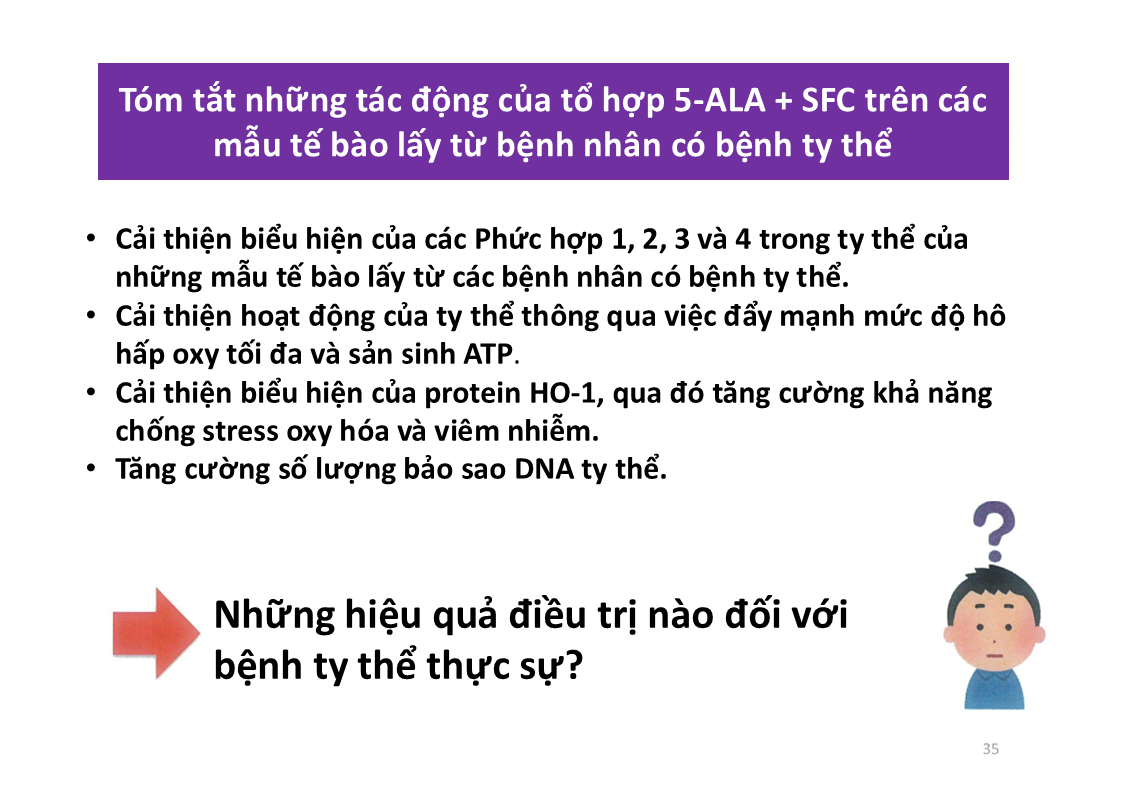 Tóm tắt những tác động của tổ hợp 5-ALA + SFC trên các
mẫu tế bào lấy từ bệnh nhân có bệnh ty thể
• Cải thiện biểu hiện của các Phức hợp 1, 2, 3 và 4 trong ty thể của
những mẫu tế bào lấy từ các bệnh nhân có bệnh ty thể.
• Cải thiện hoạt động của ty thể thông qua việc đẩy mạnh mức độ hô
hấp oxy tối đa và sản sinh ATP.
• Cải thiện biểu hiện của protein HO-1, qua đó tăng cường khả năng
chống stress oxy hóa và viêm nhiễm.
• Tăng cường số lượng bảo sao DNA ty thể.
?
Những hiệu quả điều trị nào đối với
bệnh ty thể thực sự?
35